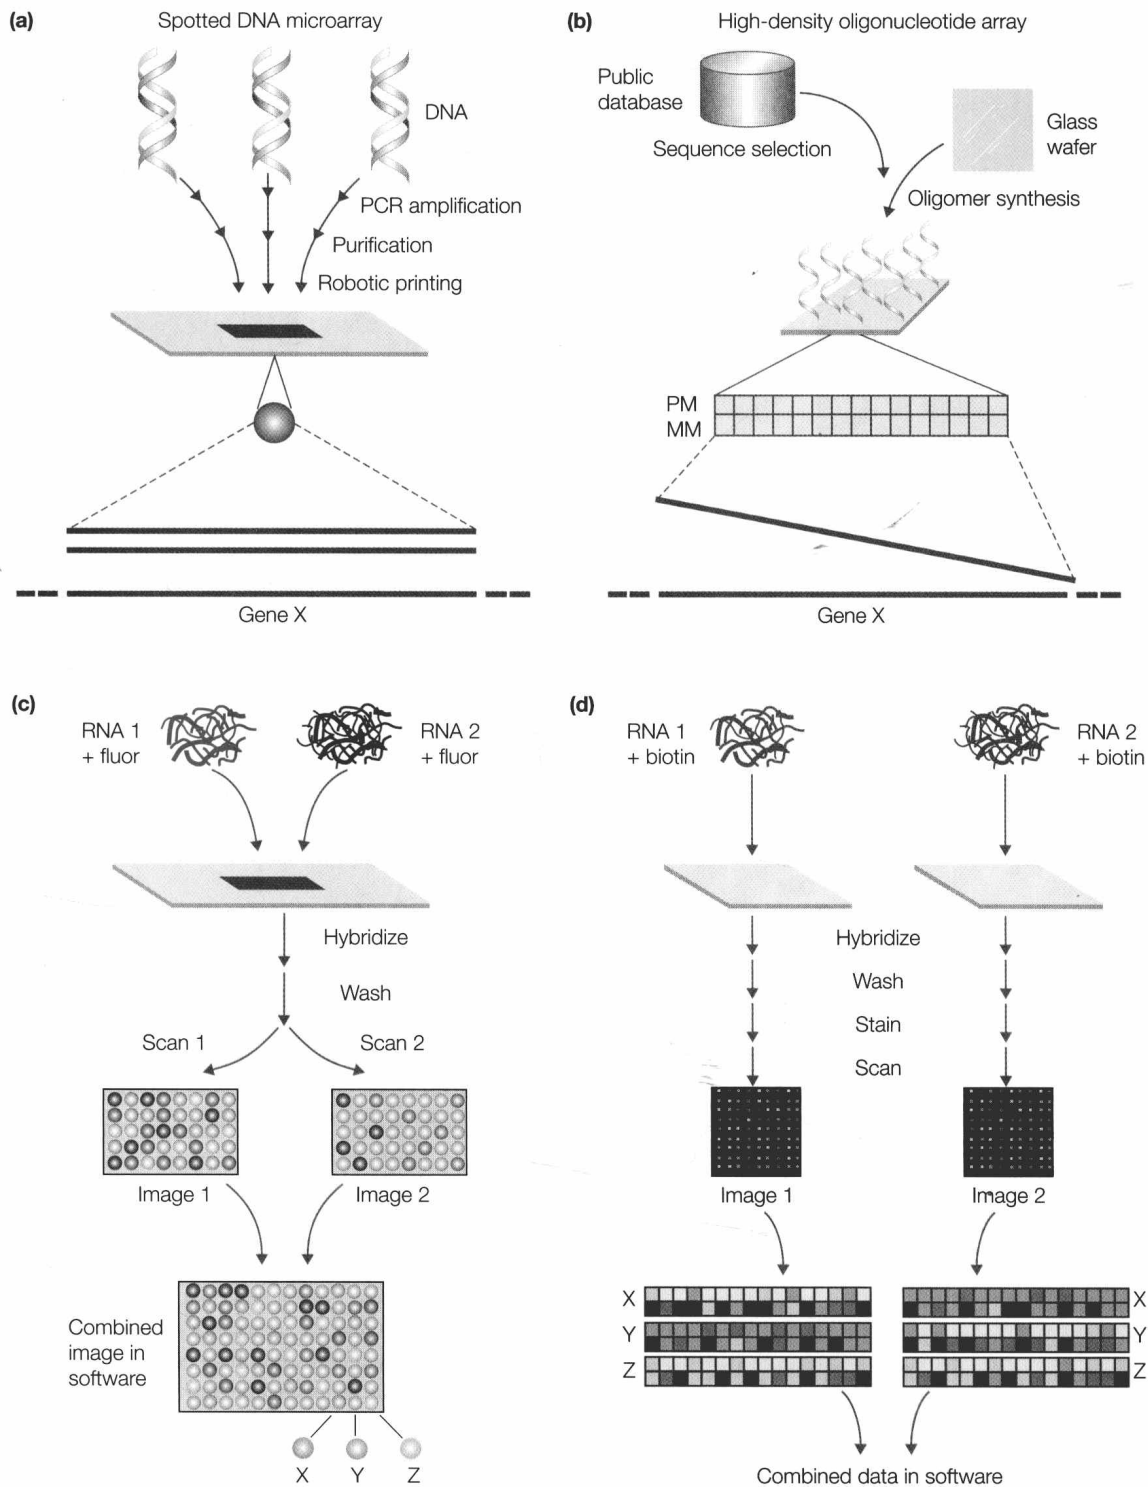 (a)
Spotted DNA microarray
DNA
PCR amplification
Purification
Robotic printing
Gene X
(b)
High-density oligonucleotide array
Public
database
Sequence selection
Glass
wafer
Oligomer synthesis
PM
MM
Gene X
(c)
RNA 1
+ fluor
RNA 2
+ fluor
Hybridize
Wash
Scan 1
Scan 2
Image 1
Image 2
Combined
image in
software
X
Y
Z
(d)
RNA 1
+ biotin
RNA 2
+ biotin
Hybridize
Wash
Stain
Scan
Image 1
Image 2
X
X
Y
Y
Z
Z
Combined data in software